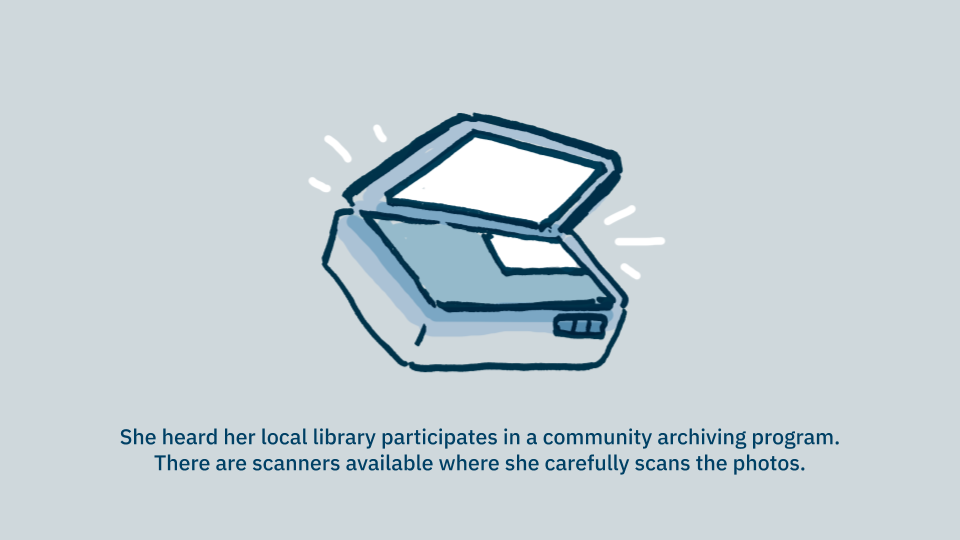 She heard her local library participates in a community archiving program.
There are scanners available where she carefully scans the photos.